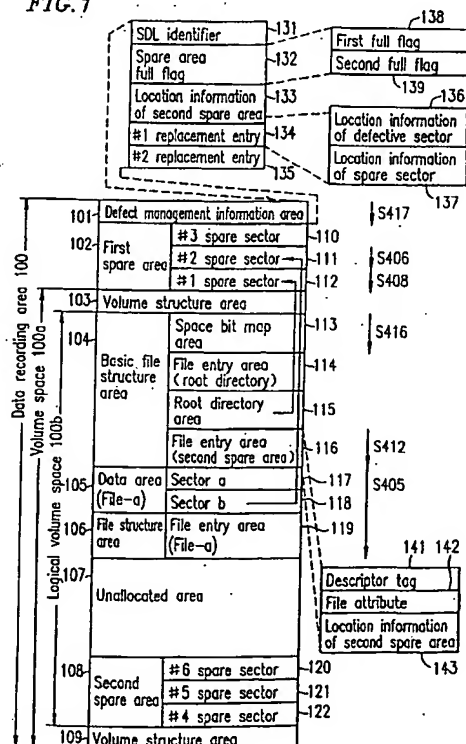 FIG. 1
SDL identifier
131
Spare area
full flag
132
Location information
of second spare area
133
#1 replacement entry
134
#2 replacement entry
135
138
First full flag
Second full flag
139
136
Location information
of defective sector
Location information
of spare sector
137
Data recording area 100
Volume space 100a
Logical volume space 100b
101
Defect management information area
102
First
spare area
#3 spare sector
110
#2 spare sector
111
#1 spare sector
112
103
Volume structure area
104
Basic file
structure
area
Space bit map
area
113
File entry area
(root directory)
114
Root directory
area
115
File entry area
(second spare area)
116
105
Data area
(File-a)
Sector a
117
Sector b
118
106
File structure
area
File entry area
(File-a)
119
107
Unallocated area
108
Second
spare area
#6 spare sector
120
#5 spare sector
121
#4 spare sector
122
109
Volume structure area
S417
S406
S408
S416
S412
S405
141
142
Descriptor tag
File attribute
Location information
of second spare area
143